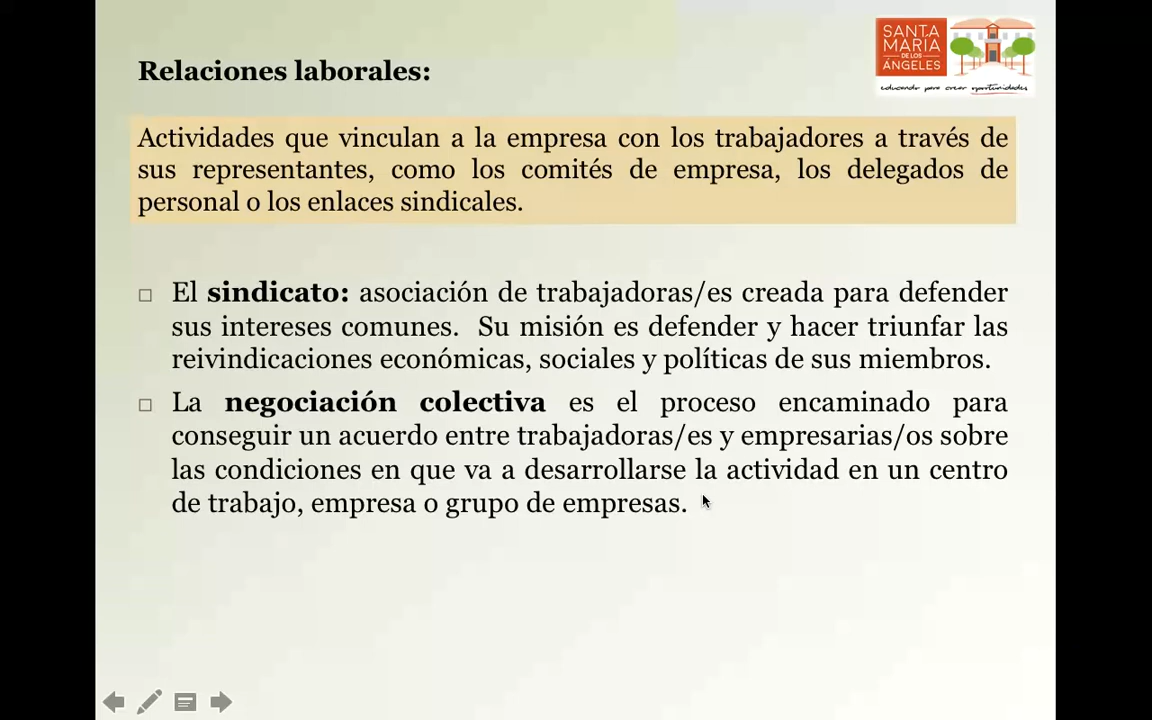 SANTA
MARÍA
DE LOS
ÁNGELES
educando para crear oportunidades
Relaciones laborales:
Actividades que vinculan a la empresa con los trabajadores a través de
sus representantes, como los comités de empresa, los delegados de
personal o los enlaces sindicales.
El sindicato: asociación de trabajadoras/es creada para defender
sus intereses comunes. Su misión es defender y hacer triunfar las
reivindicaciones económicas, sociales y políticas de sus miembros.
La negociación colectiva es el proceso encaminado para
conseguir un acuerdo entre trabajadoras/es y empresarias/os sobre
las condiciones en que va a desarrollarse la actividad en un centro
de trabajo, empresa o grupo de empresas.